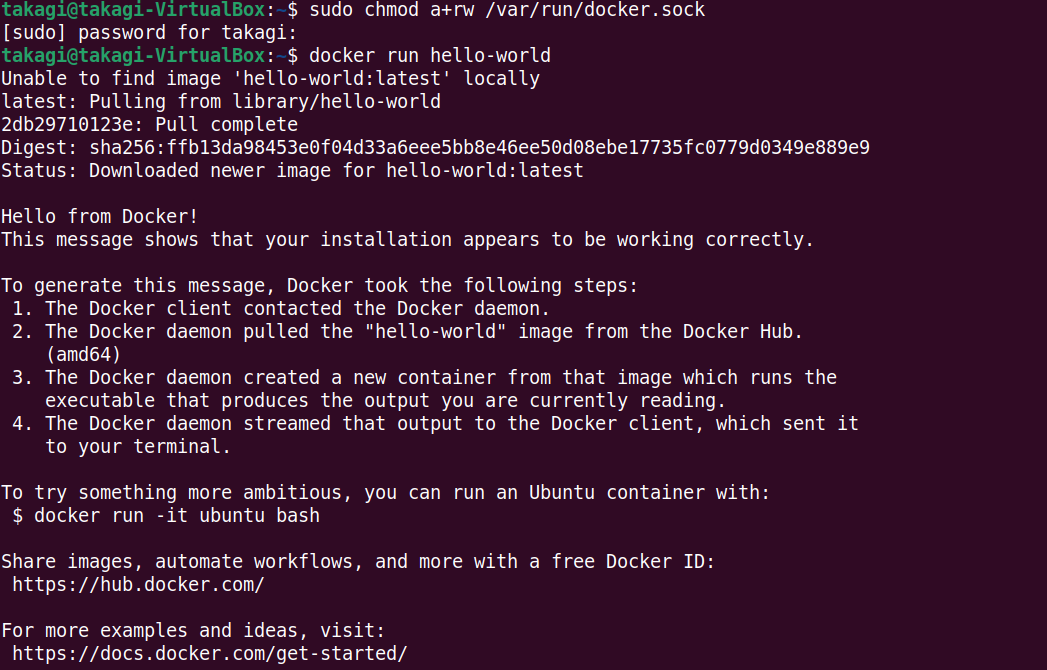 takagi@takagi-VirtualBox:~$ sudo chmod a+rw /var/run/docker.sock
[sudo] password for takagi:
takagi@takagi-VirtualBox:~$ docker run hello-world
Unable to find image 'hello-world:latest' locally
latest: Pulling from library/hello-world
2db29710123e: Pull complete
Digest: sha256:ffb13da98453e0f04d33a6eee5bb8e46ee50d08ebe17735fc0779d0349e889e9
Status: Downloaded newer image for hello-world:latest

Hello from Docker!
This message shows that your installation appears to be working correctly.

To generate this message, Docker took the following steps:
 1. The Docker client contacted the Docker daemon.
 2. The Docker daemon pulled the "hello-world" image from the Docker Hub.
    (amd64)
 3. The Docker daemon created a new container from that image which runs the
    executable that produces the output you are currently reading.
 4. The Docker daemon streamed that output to the Docker client, which sent it
    to your terminal.

To try something more ambitious, you can run an Ubuntu container with:
 $ docker run -it ubuntu bash

Share images, automate workflows, and more with a free Docker ID:
 https://hub.docker.com/

For more examples and ideas, visit:
 https://docs.docker.com/get-started/